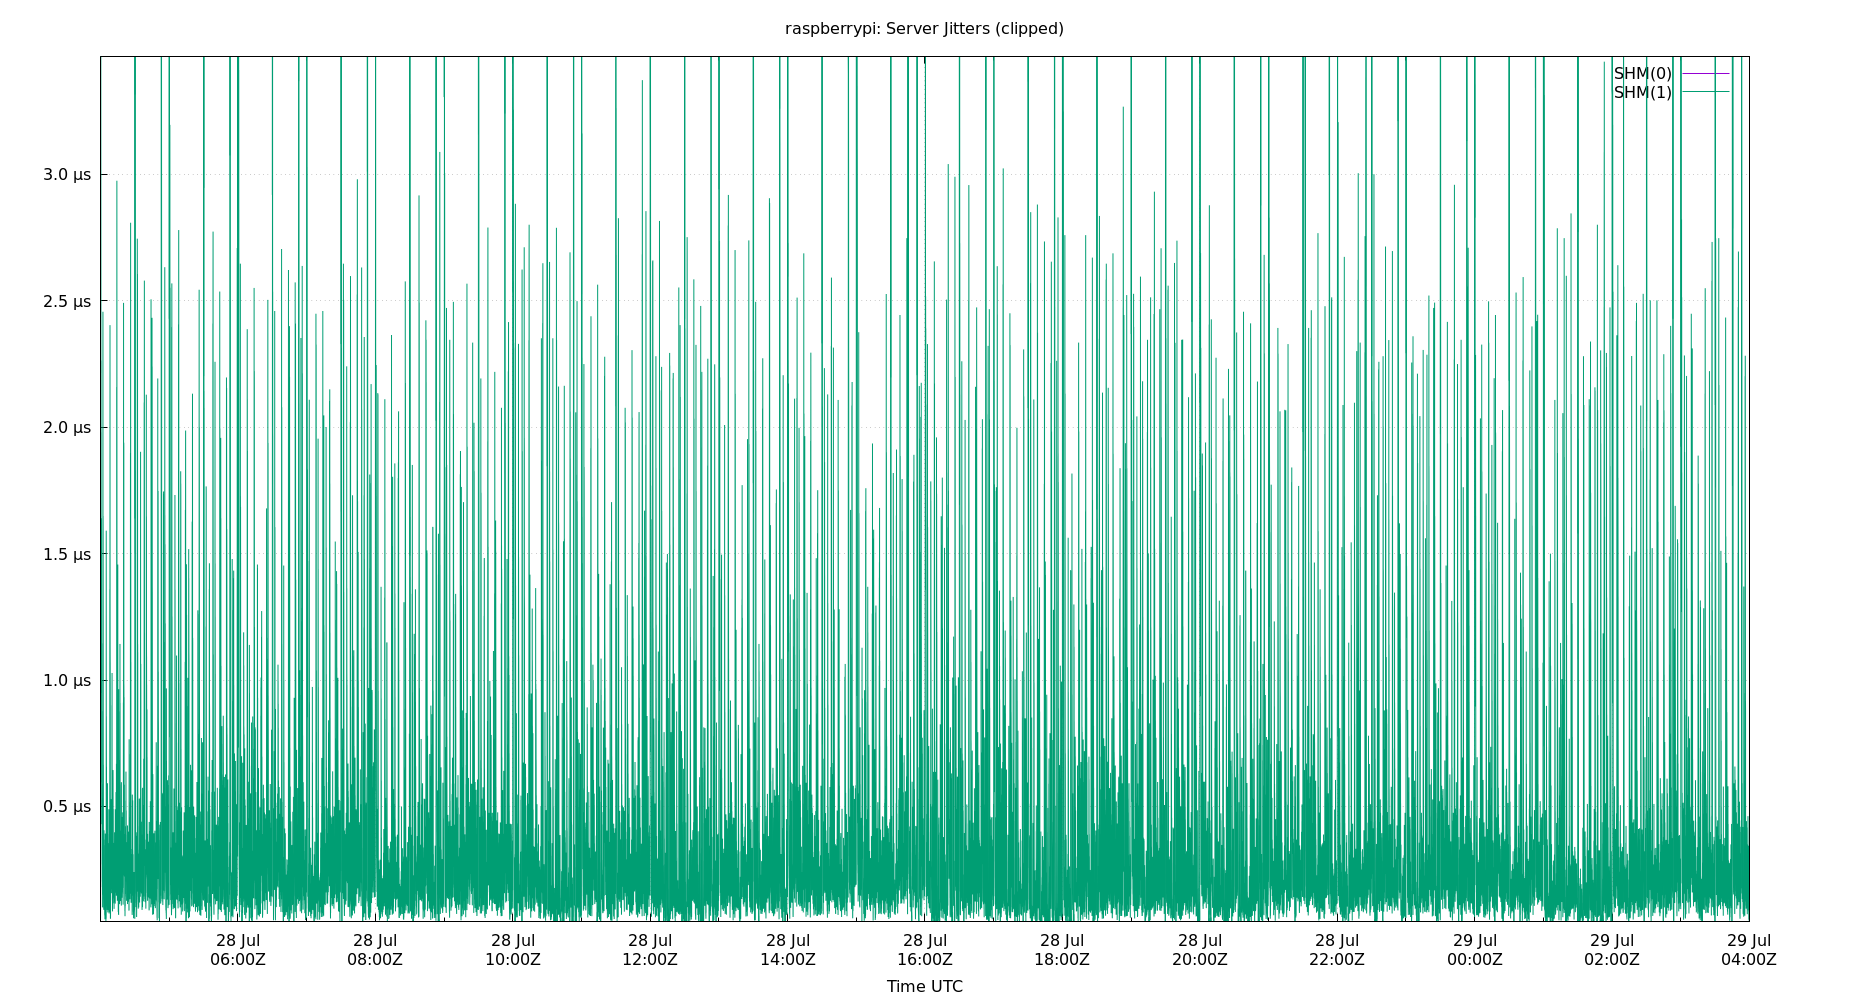 raspberrypi: Server Jitters (clipped)
SHM(0)
SHM(1)
3.0 µs
2.5 µs
2.0 µs
1.5 µs
1.0 µs
0.5 µs
28 Jul 28 Jul 28 Jul 28 Jul 28 Jul 28 Jul 28 Jul 28 Jul 28 Jul 29 Jul 29 Jul 29 Jul
06:00Z 08:00Z 10:00Z 12:00Z 14:00Z 16:00Z 18:00Z 20:00Z 22:00Z 00:00Z 02:00Z 04:00Z
Time UTC